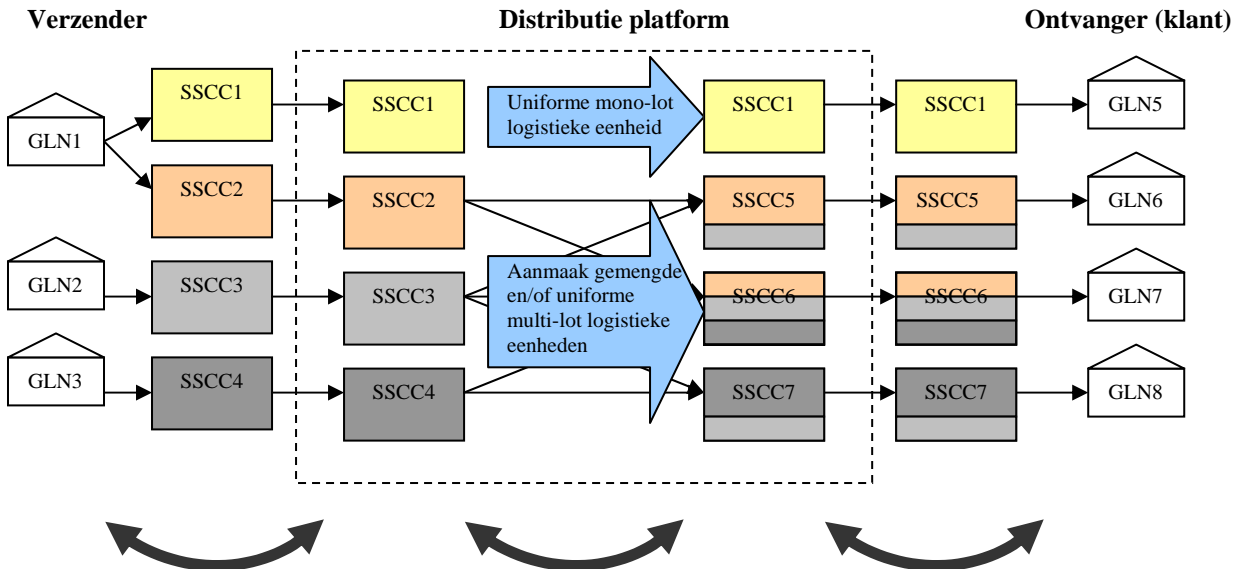 Verzender
Distributie platform
Ontvanger (klant)
GLN1
SSCC1
SSCC1
Uniforme mono-lot
logistieke eenheid
SSCC1
SSCC1
GLN5
SSCC2
SSCC2
SSCC5
SSCC5
GLN6
GLN2
SSCC3
SSCC3
Aanmaak gemengde
en/of uniforme
multi-lot logistieke
eenheden
SSCC6
SSCC6
GLN7
GLN3
SSCC4
SSCC4
SSCC7
SSCC7
GLN8